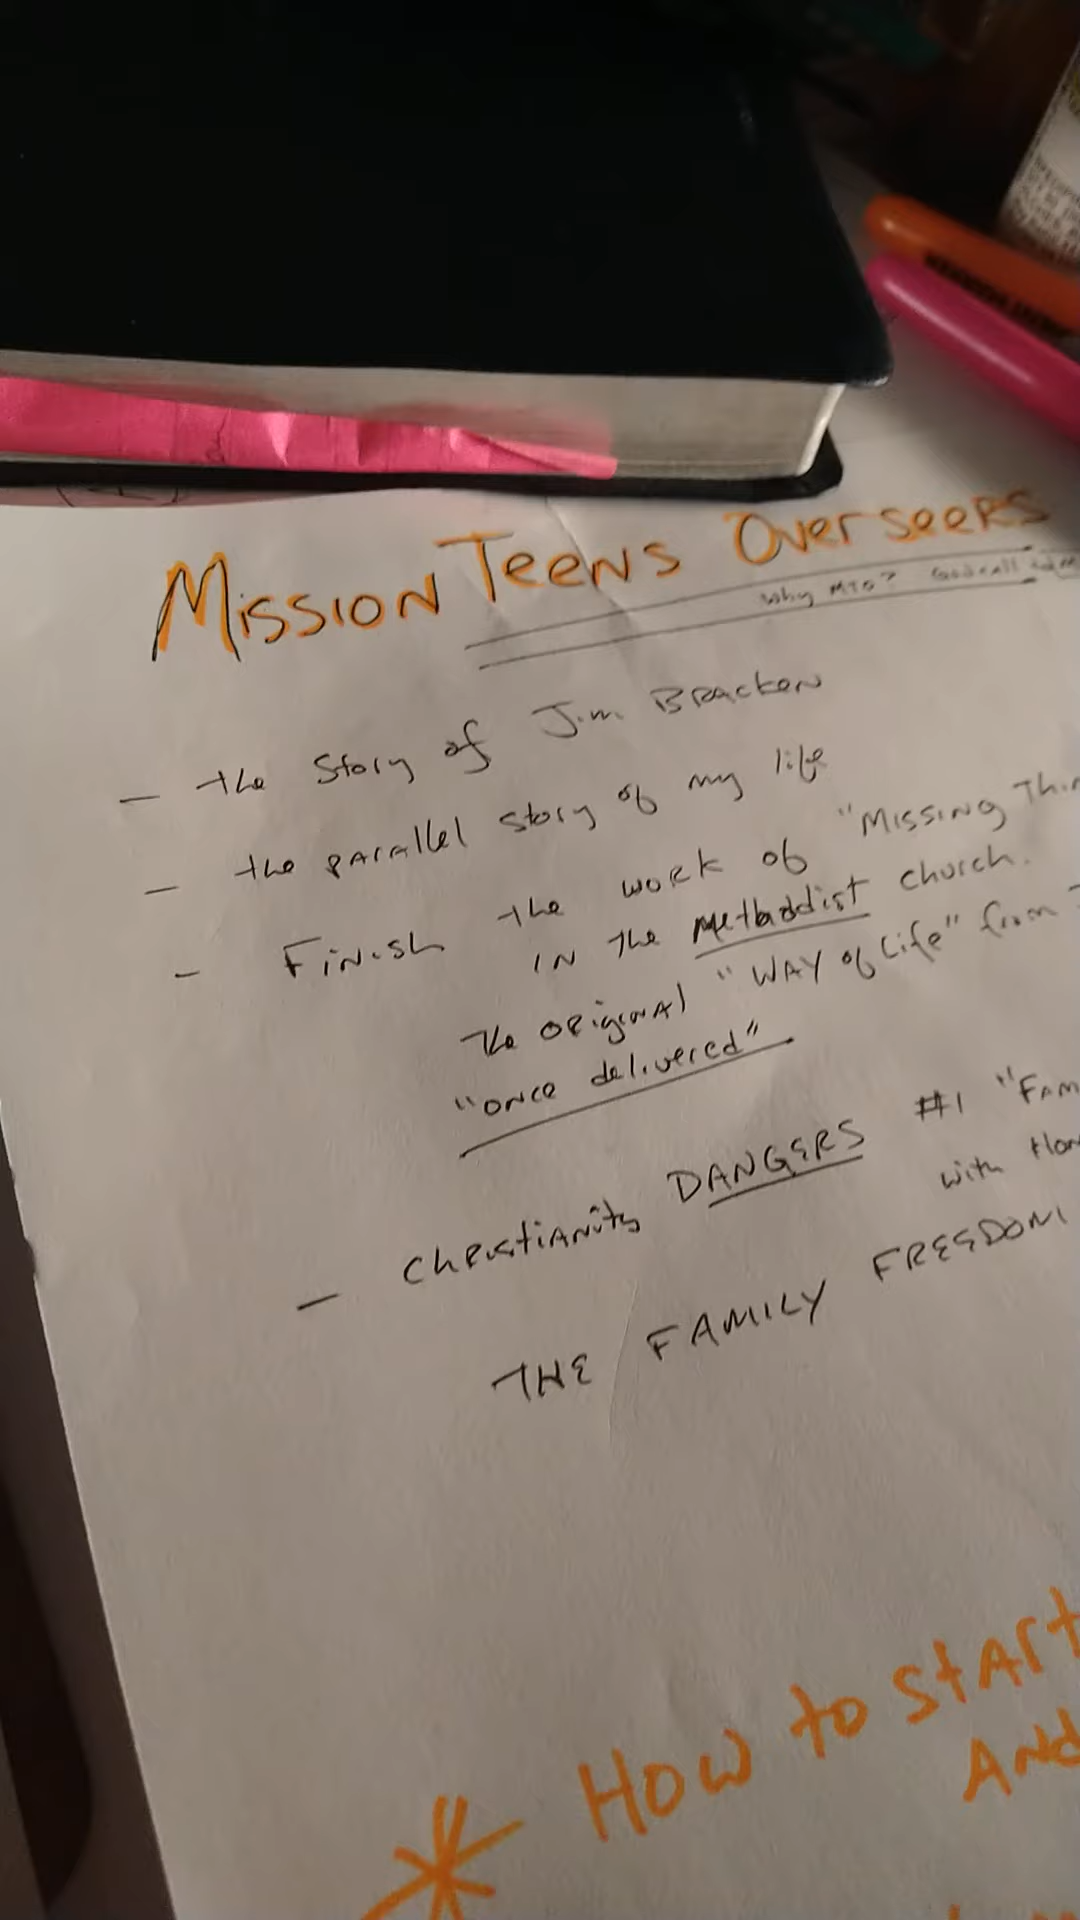 Mission Teens Overseers
Why MTO?
- the Story of Jim Bracken
- the parallel story of my life
- Finish the work of "Missing
in the Methoddist church.
The original "WAY of Life" from
"once delivered"
- Christianity DANGERS #1 "Fam
with
THE FAMILY FREEDOM
* How to start
And